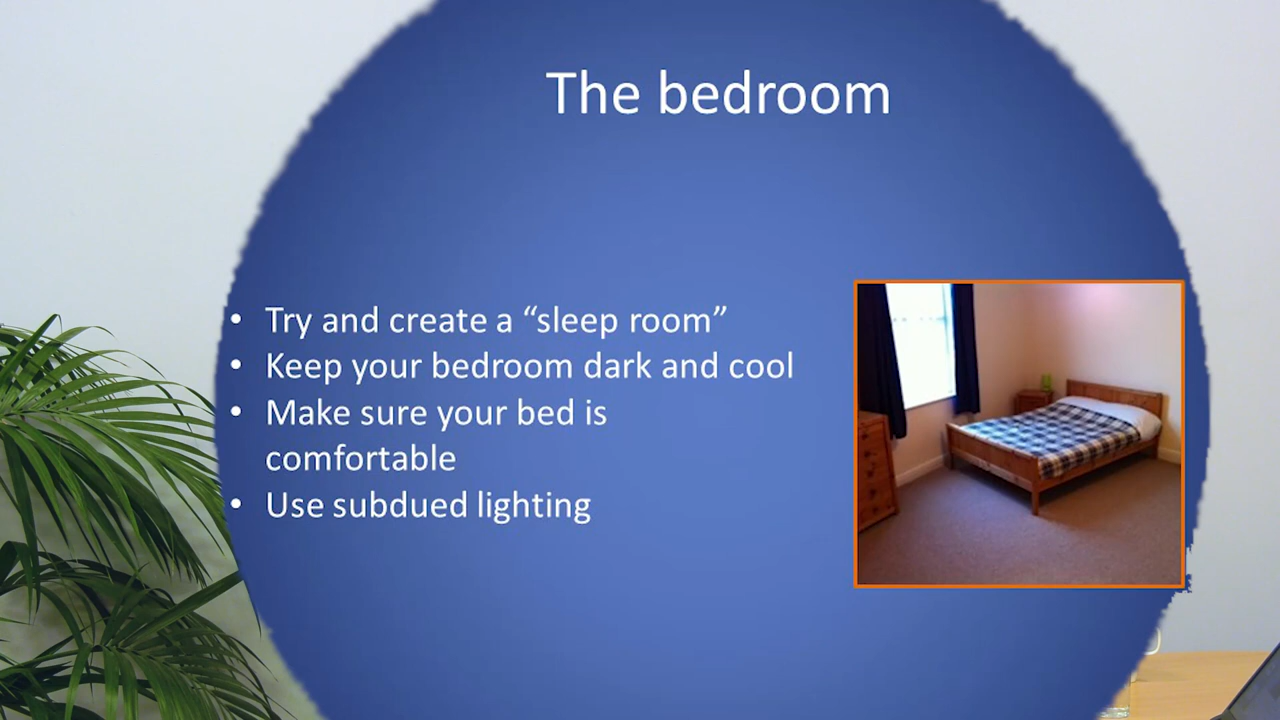 The bedroom
• Try and create a “sleep room”
• Keep your bedroom dark and cool
• Make sure your bed is
comfortable
• Use subdued lighting